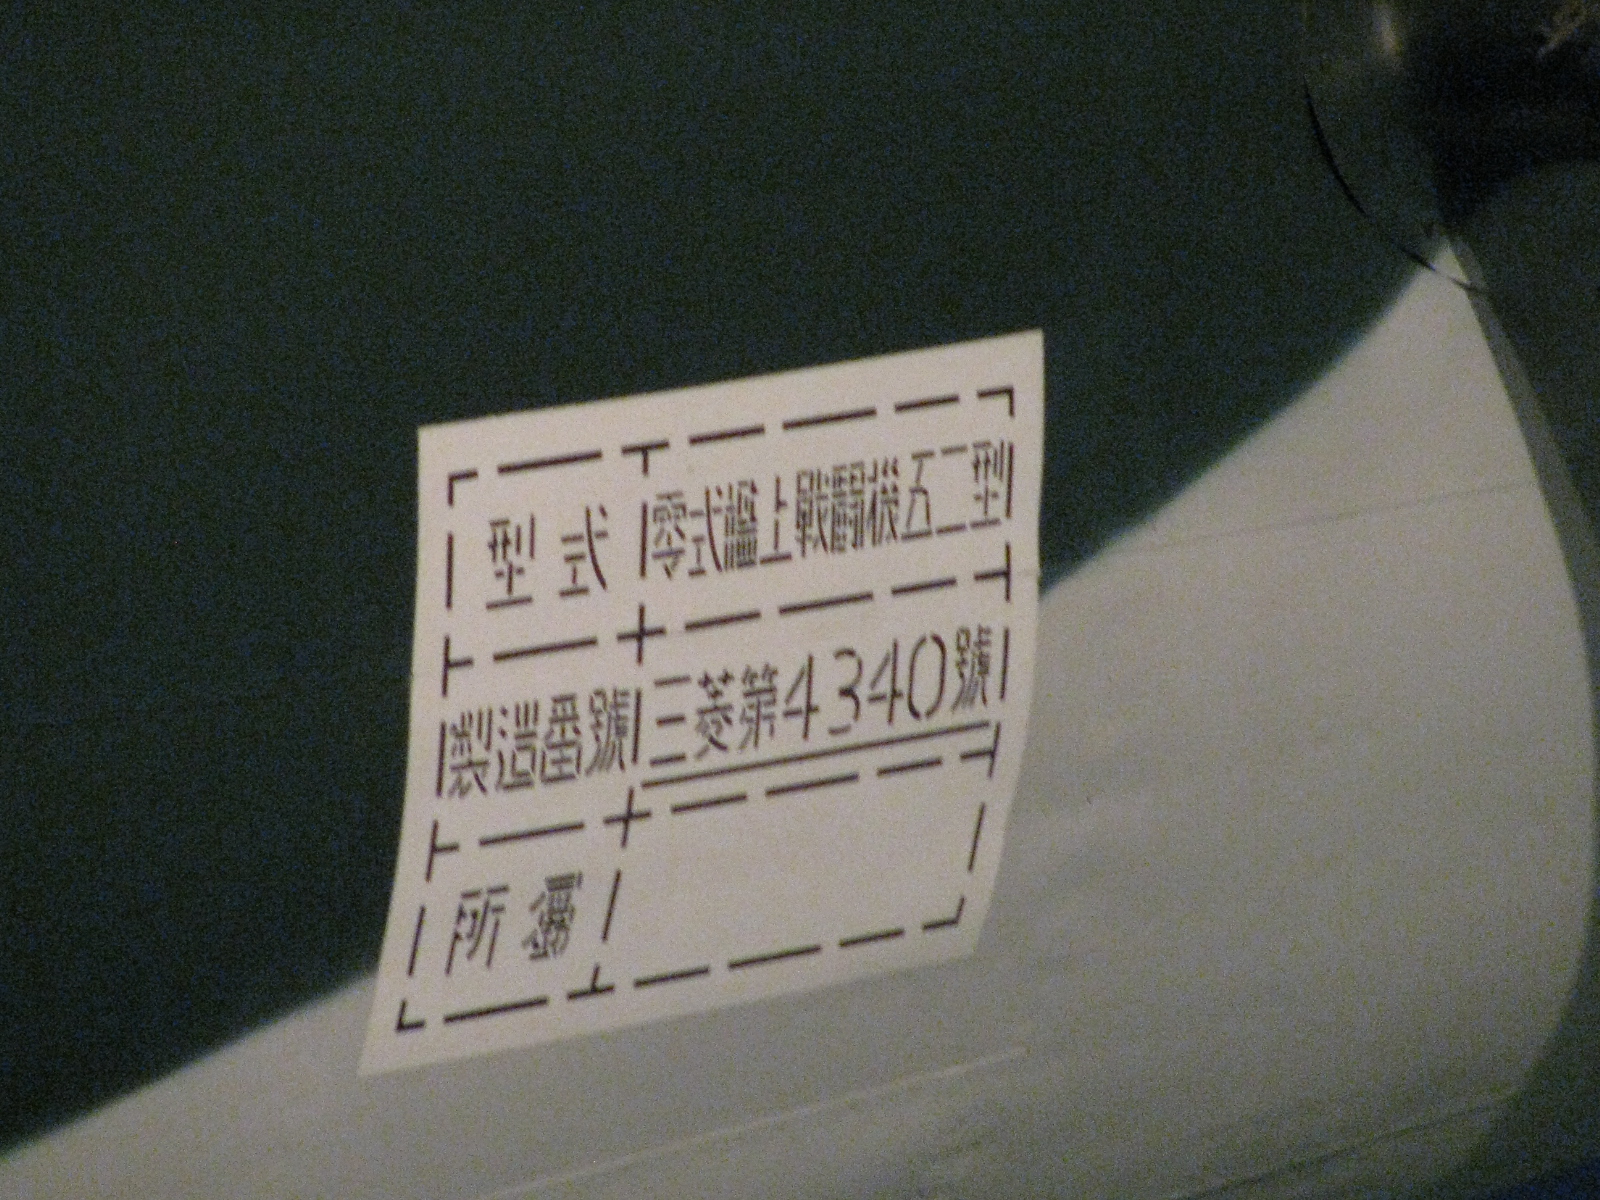 型式 零式艦上戰鬪機五二型
製造番號 三菱第4340號
所屬